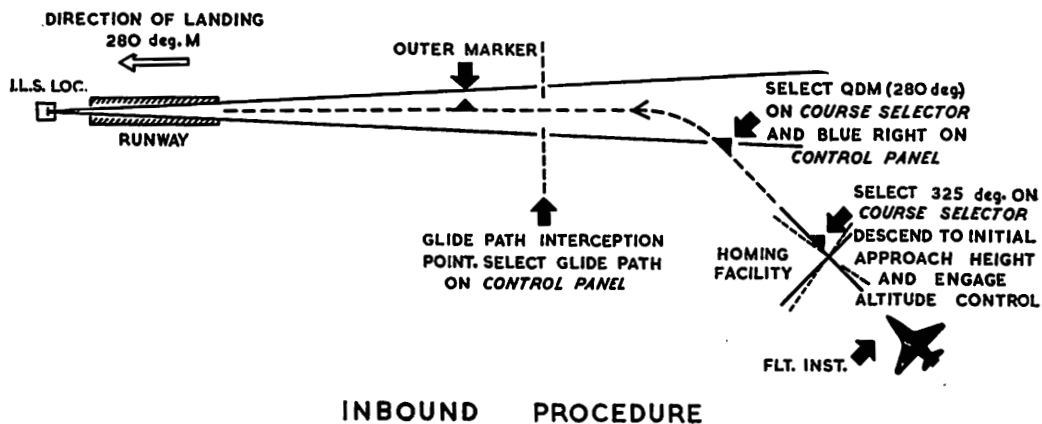 DIRECTION OF LANDING
280 deg. M
I.L.S. LOC.
RUNWAY
OUTER MARKER
SELECT QDM (280 deg)
ON COURSE SELECTOR
AND BLUE RIGHT ON
CONTROL PANEL
GLIDE PATH INTERCEPTION
POINT. SELECT GLIDE PATH
ON CONTROL PANEL
HOMING
FACILITY
SELECT 325 deg. ON
COURSE SELECTOR
DESCEND TO INITIAL
APPROACH HEIGHT
AND ENGAGE
ALTITUDE CONTROL
FLT. INST.
INBOUND PROCEDURE